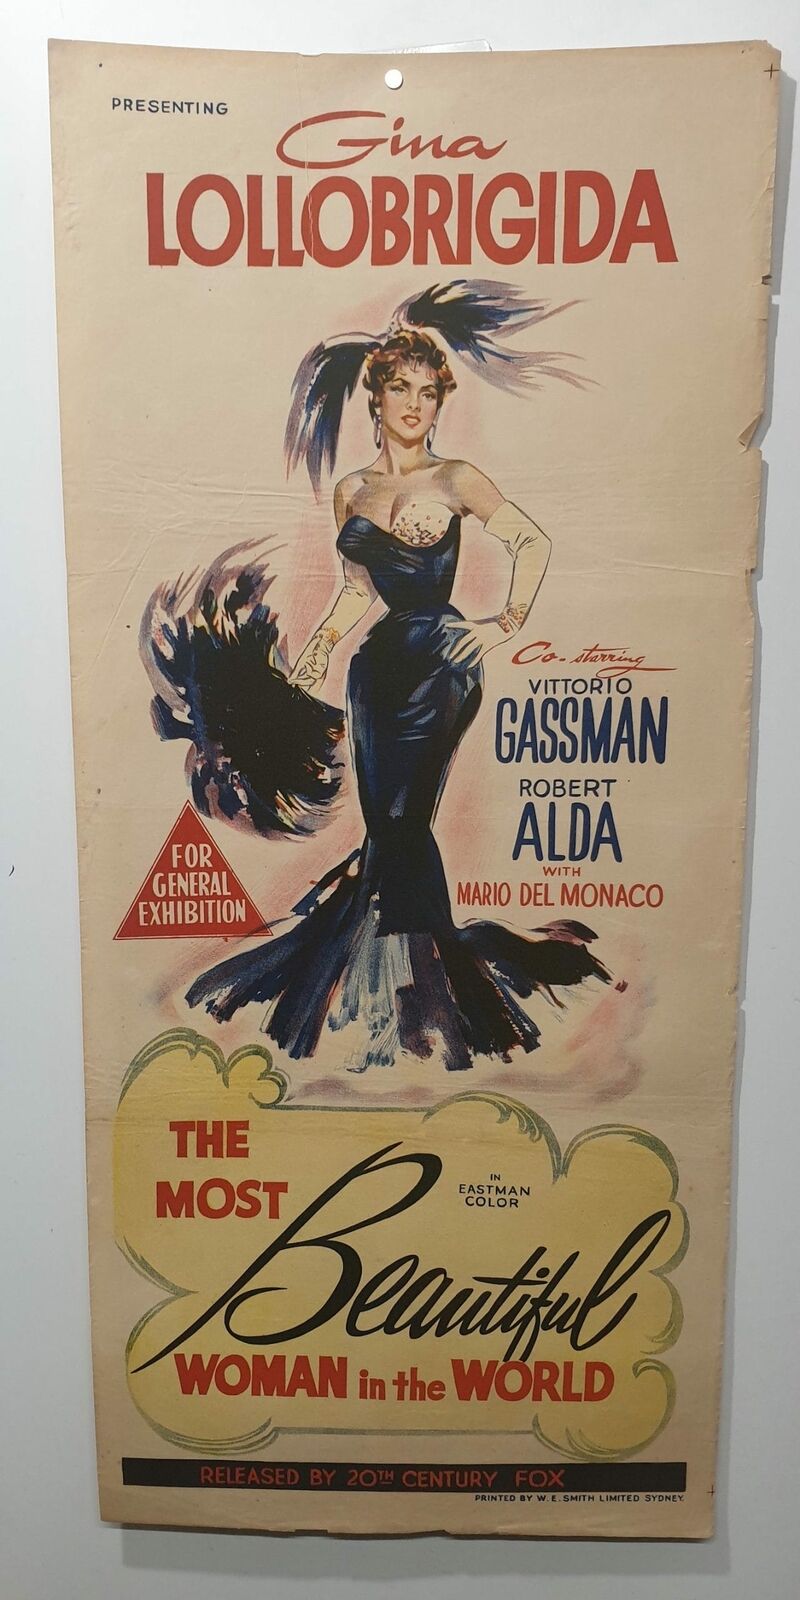 PRESENTING
Gina
LOLLOBRIGIDA
Co-starring
VITTORIO
GASSMAN
ROBERT
ALDA
WITH
MARIO DEL MONACO
FOR
GENERAL
EXHIBITION
THE
MOST
IN
EASTMAN
COLOR
Beautiful
WOMAN in the WORLD
RELEASED BY 20TH CENTURY FOX
PRINTED BY W.E. SMITH LIMITED SYDNEY.